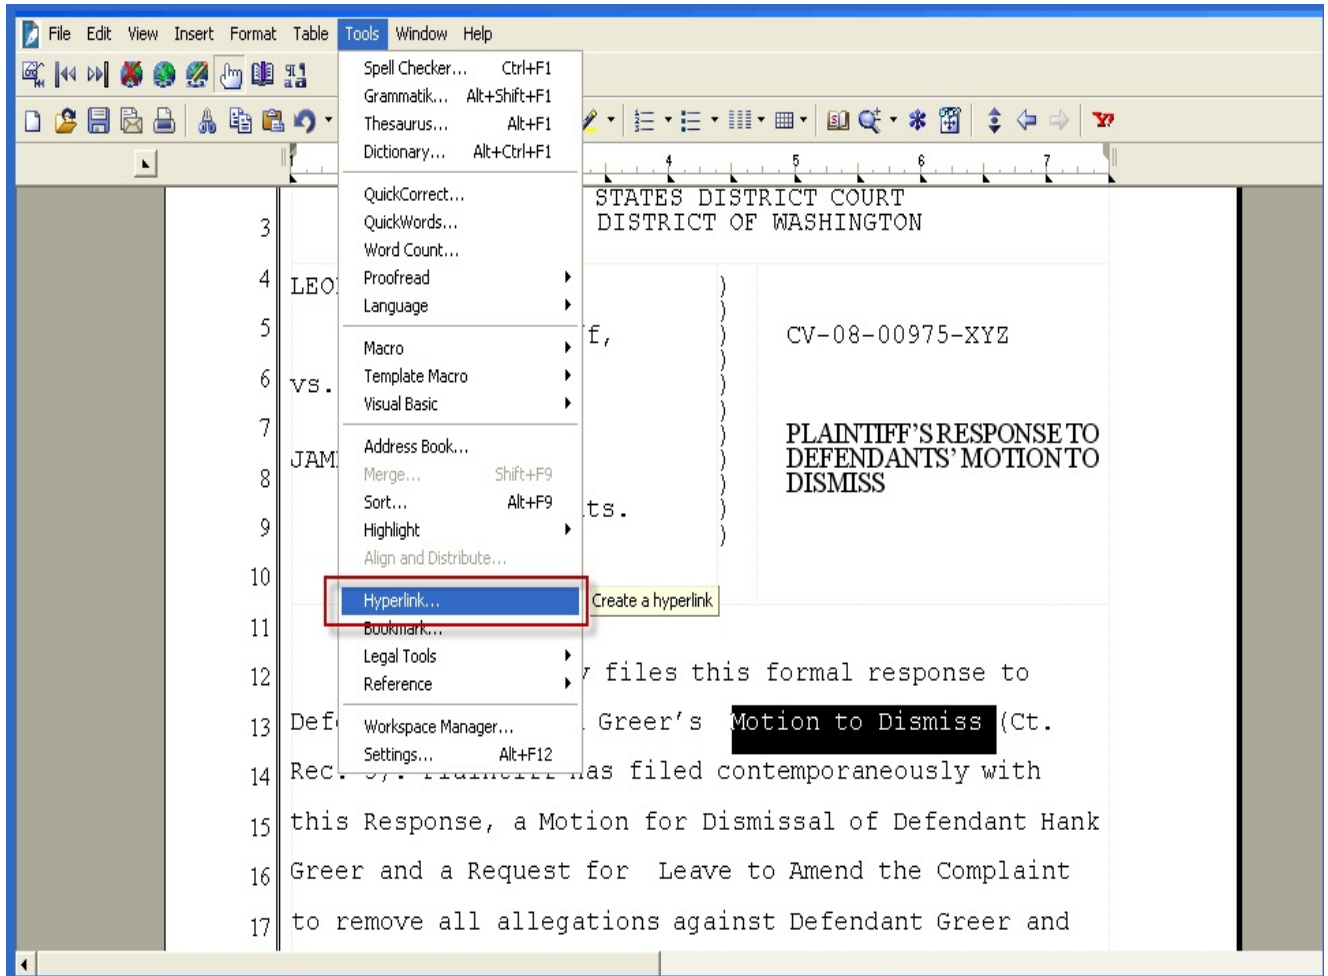 File Edit View Insert Format Table Tools Window Help
Spell Checker... Ctrl+F1
Grammatik... Alt+Shift+F1
Thesaurus... Alt+F1
Dictionary... Alt+Ctrl+F1
QuickCorrect...
QuickWords...
Word Count...
Proofread
Language
Macro
Template Macro
Visual Basic
Address Book...
Merge... Shift+F9
Sort... Alt+F9
Highlight
Align and Distribute...
Hyperlink...
Create a hyperlink
Bookmark...
Legal Tools
Reference
Workspace Manager...
Settings... Alt+F12
4 5 6 7
STATES DISTRICT COURT
3 DISTRICT OF WASHINGTON
4
5 CV-08-00975-XYZ
6 vs.
7 PLAINTIFF'S RESPONSE TO
DEFENDANTS' MOTION TO
8 DISMISS
9
10
11
12 files this formal response to
13 Greer's Motion to Dismiss (Ct.
14 Rec. has filed contemporaneously with
15 this Response, a Motion for Dismissal of Defendant Hank
16 Greer and a Request for Leave to Amend the Complaint
17 to remove all allegations against Defendant Greer and